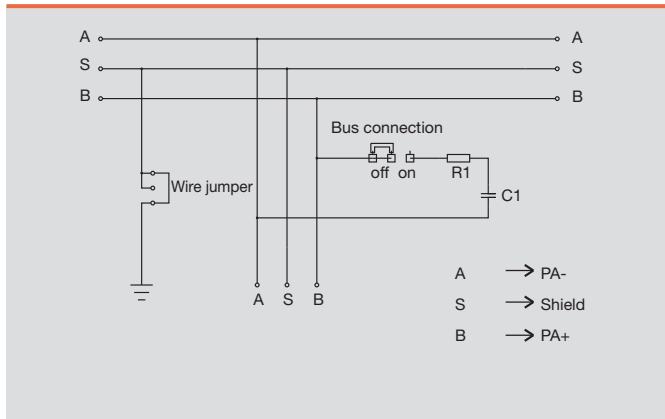 A A
S S
B B
Bus connection
off on R1
Wire jumper
C1
A S B
A → PA-
S → Shield
B → PA+